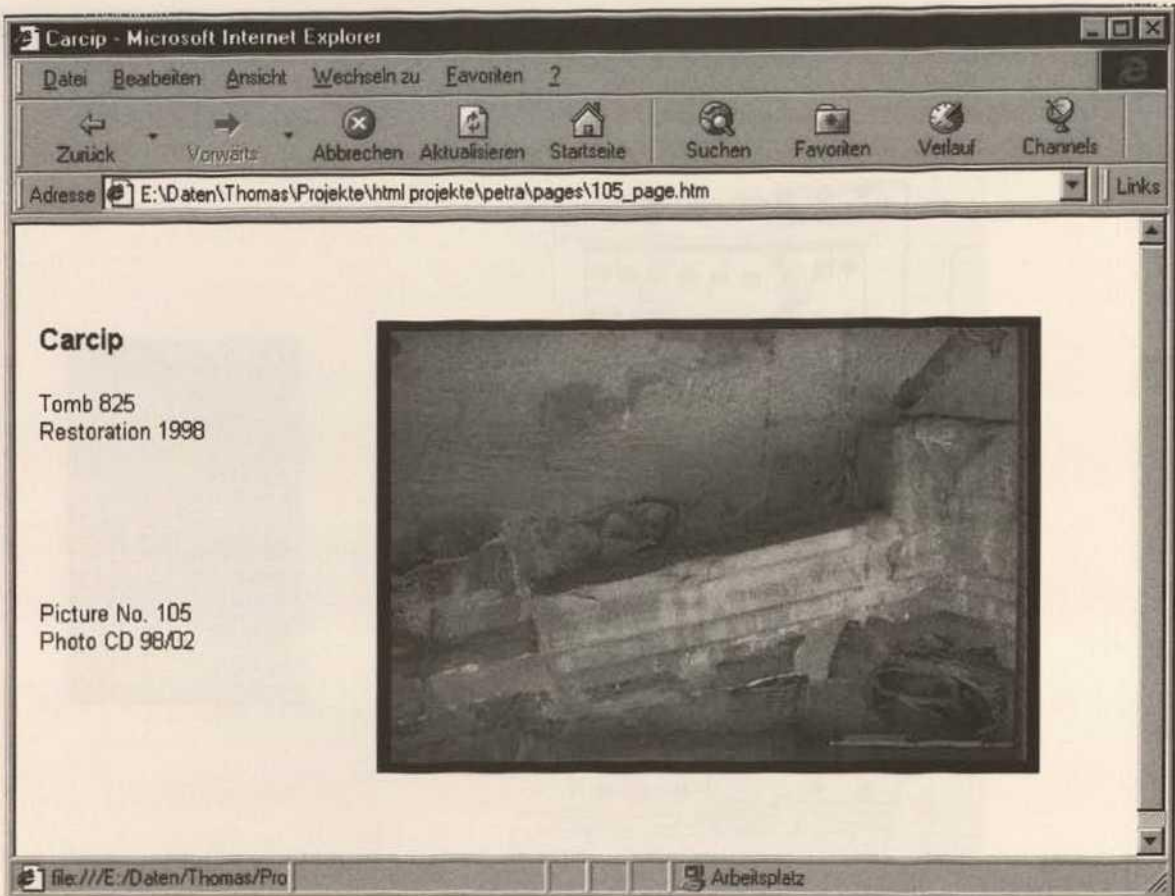 Carcip - Microsoft Internet Explorer
Datei Bearbeiten Ansicht Wechseln zu Favoriten ?
Zurück Vorwärts Abbrechen Aktualisieren Startseite Suchen Favoriten Verlauf Channels
Adresse E:\Daten\Thomas\Projekte\html projekte\petra\pages\105_page.htm Links
Carcip
Tomb 825
Restoration 1998
Picture No. 105
Photo CD 98/02
file:///E:/Daten/Thomas/Pro Arbeitsplatz